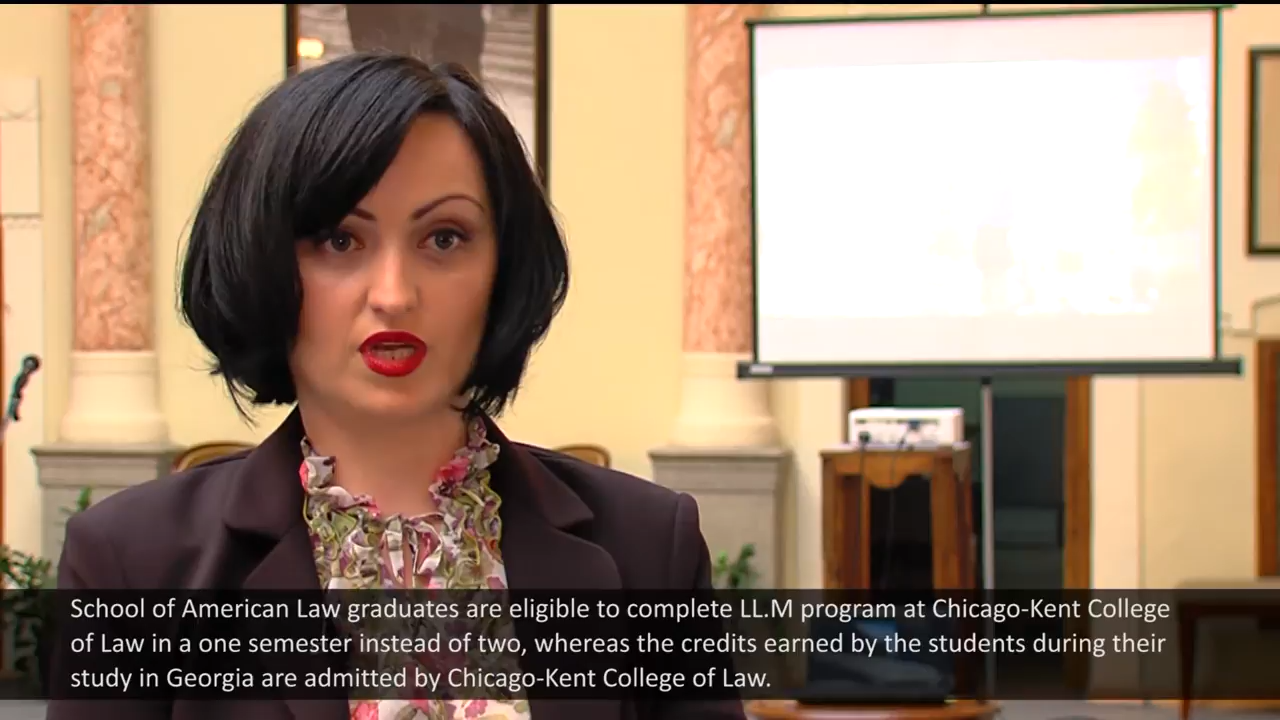 School of American Law graduates are eligible to complete LL.M program at Chicago-Kent College
of Law in a one semester instead of two, whereas the credits earned by the students during their
study in Georgia are admitted by Chicago-Kent College of Law.